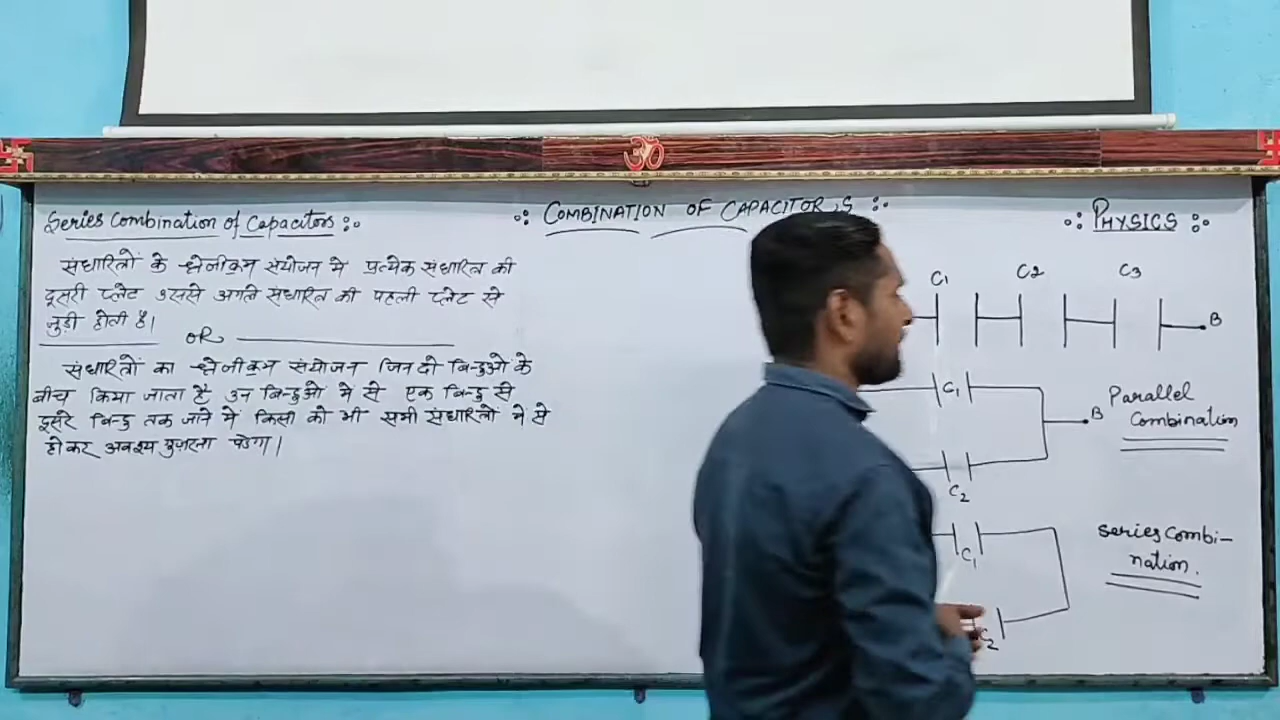 Series Combination of Capacitors
COMBINATION OF CAPACITORS
PHYSICS
संधारित्रों के श्रेणीक्रम संयोजन मे प्रत्येक संधारित्र की
दूसरी प्लेट उससे अगले संधारित्र की पहली प्लेट से
जुड़ी होती है।
OR
संधारित्रों का श्रेणीक्रम संयोजन जिन दो बिन्दुओ के
बीच किया जाता है उन बिन्दुओं मे से एक बिन्दु से
दूसरे बिन्दु तक जाने में किसी को भी सभी संधारित्रों मे से
होकर अवश्य गुज़रना पडेगा।
C1 C2 C3
B
C1
B
C2
Parallel
Combination
C1
C2
Series Combi-
nation.
ॐ